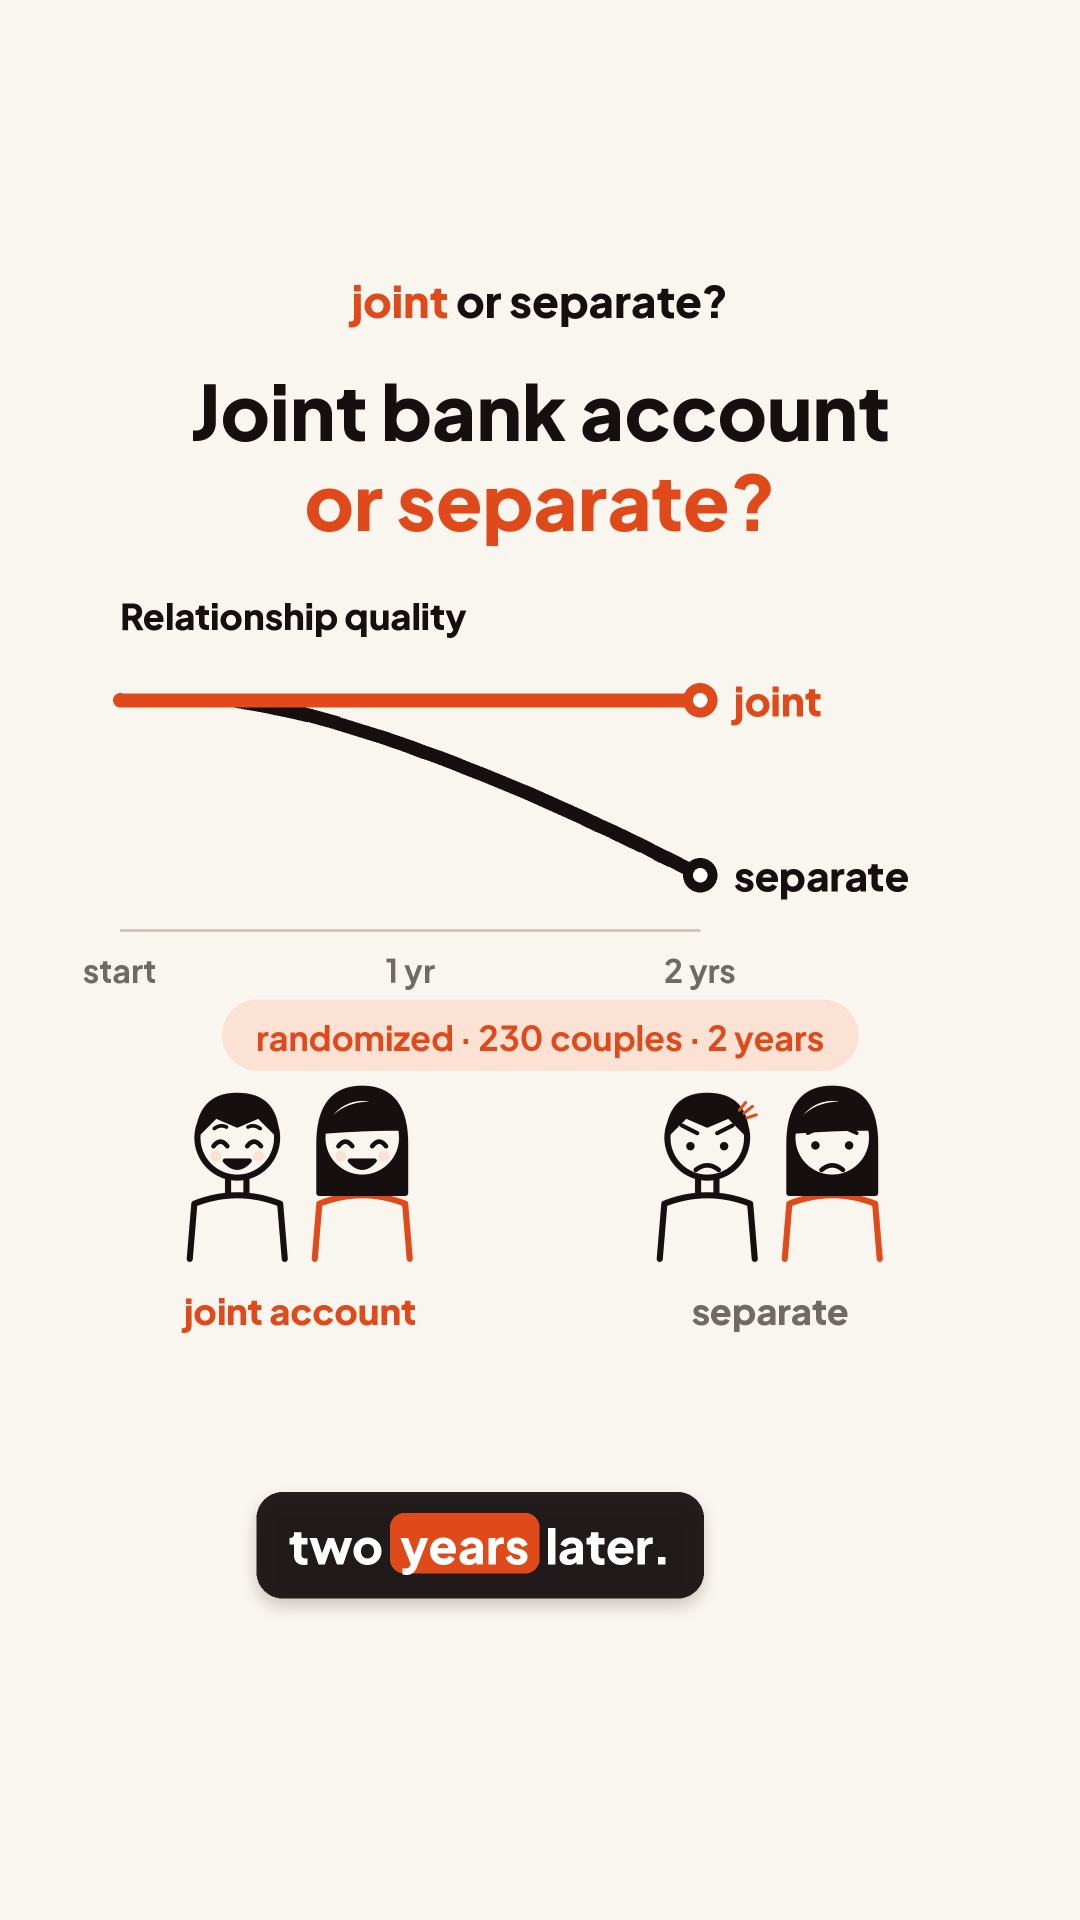 joint or separate?
Joint bank account
or separate?
Relationship quality
joint
separate
start 1 yr 2 yrs
randomized · 230 couples · 2 years
joint account separate
two years later.